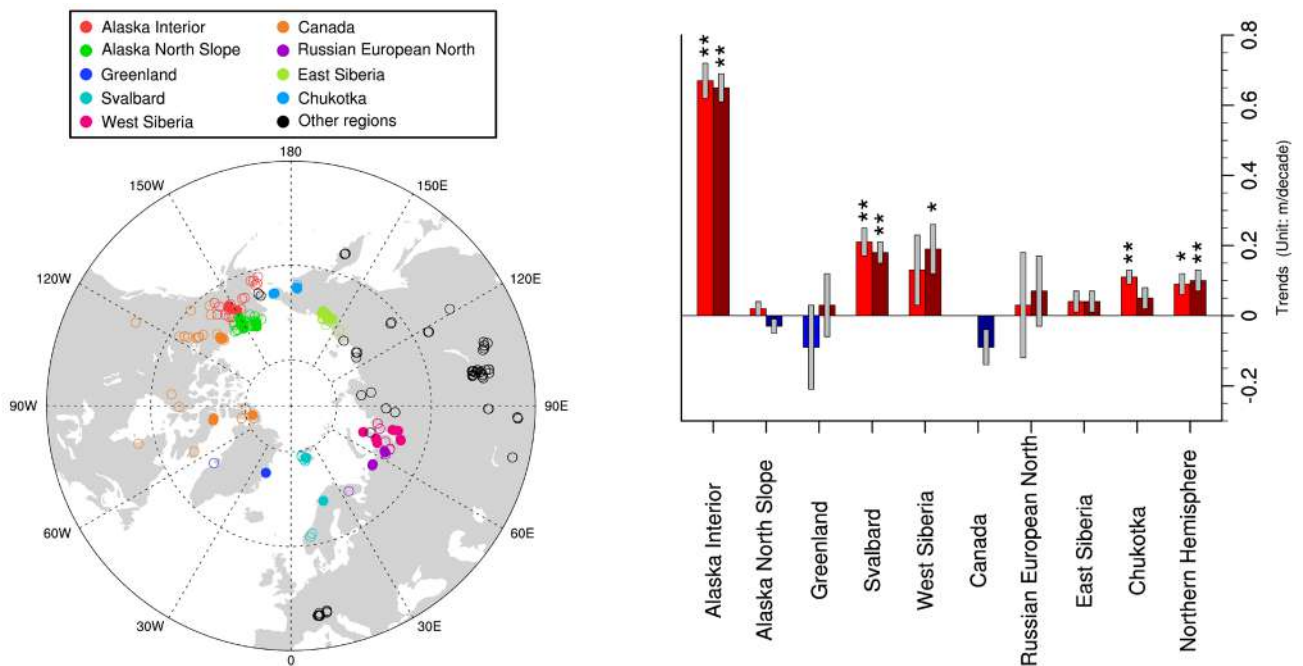 Alaska Interior
Alaska North Slope
Greenland
Svalbard
West Siberia
Canada
Russian European North
East Siberia
Chukotka
Other regions
180
150W
150E
120W
120E
90W
90E
60W
60E
30W
30E
0
**
**
**
**
*
**
*
**
0.8
0.6
0.4
0.2
0
-0.2
Trends (Unit: m/decade)
Alaska Interior
Alaska North Slope
Greenland
Svalbard
West Siberia
Canada
Russian European North
East Siberia
Chukotka
Northern Hemisphere